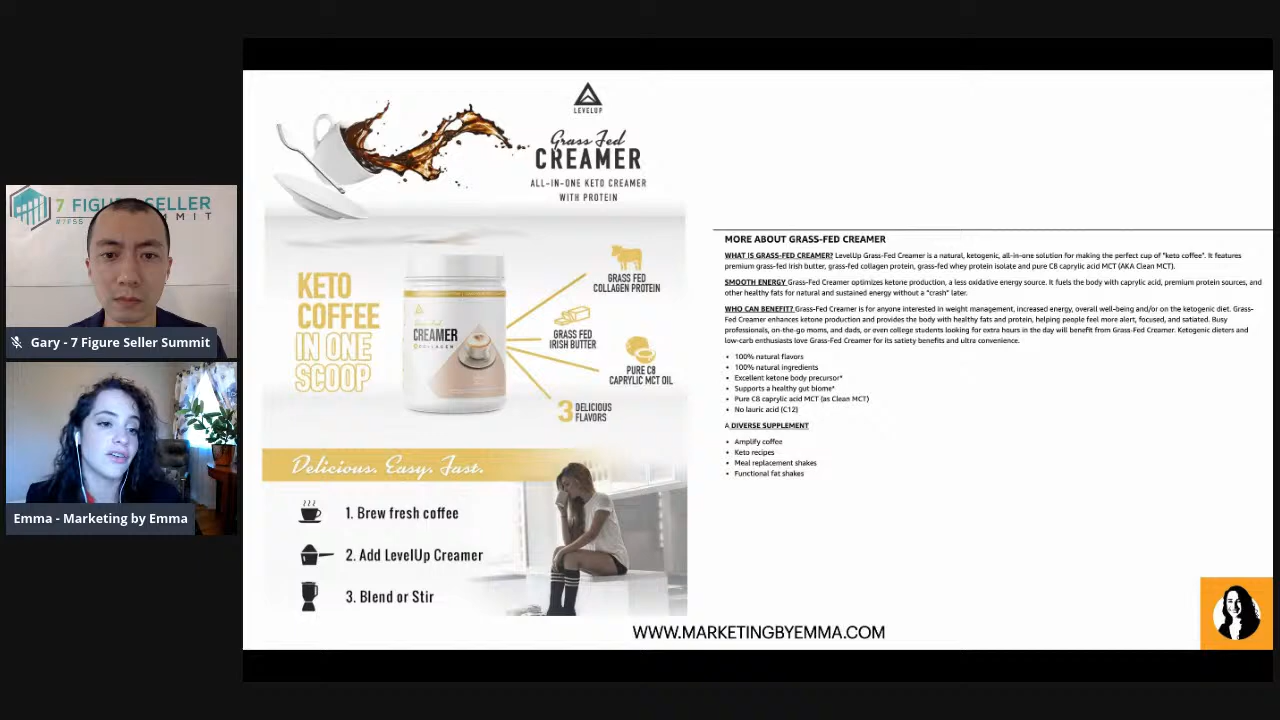 7 FIGURE SELLER
#7FSS SUMMIT
Gary - 7 Figure Seller Summit
Emma - Marketing by Emma
LEVELUP
Grass Fed
CREAMER
ALL-IN-ONE KETO CREAMER
WITH PROTEIN
KETO
COFFEE
IN ONE
SCOOP
Grass Fed
CREAMER
COLLAGEN
GRASS FED
COLLAGEN PROTEIN
GRASS FED
IRISH BUTTER
PURE C8
CAPRYLIC MCT OIL
3 DELICIOUS
FLAVORS
Delicious. Easy. Fast.
1. Brew fresh coffee
2. Add LevelUp Creamer
3. Blend or Stir
MORE ABOUT GRASS-FED CREAMER
WHAT IS GRASS-FED CREAMER? LevelUp Grass-Fed Creamer is a natural, ketogenic, all-in-one solution for making the perfect cup of "keto coffee". It features
premium grass-fed irish butter, grass-fed collagen protein, grass-fed whey protein isolate and pure C8 caprylic acid MCT (AKA Clean MCT).
SMOOTH ENERGY Grass-Fed Creamer optimizes ketone production, a less oxidative energy source. It fuels the body with caprylic acid, premium protein sources, and
other healthy fats for natural and sustained energy without a "crash" later.
WHO CAN BENEFIT? Grass-Fed Creamer is for anyone interested in weight management, increased energy, overall well-being and/or on the ketogenic diet. Grass-
Fed Creamer enhances ketone production and provides the body with healthy fats and protein, helping people feel more alert, focused, and satiated. Busy
professionals, on-the-go moms, and dads, or even college students looking for extra hours in the day will benefit from Grass-Fed Creamer. Ketogenic dieters and
low-carb enthusiasts love Grass-Fed Creamer for its satiety benefits and ultra convenience.
• 100% natural flavors
• 100% natural ingredients
• Excellent ketone body precursor*
• Supports a healthy gut biome*
• Pure C8 caprylic acid MCT (as Clean MCT)
• No lauric acid (C12)
A DIVERSE SUPPLEMENT
• Amplify coffee
• Keto recipes
• Meal replacement shakes
• Functional fat shakes
WWW.MARKETINGBYEMMA.COM